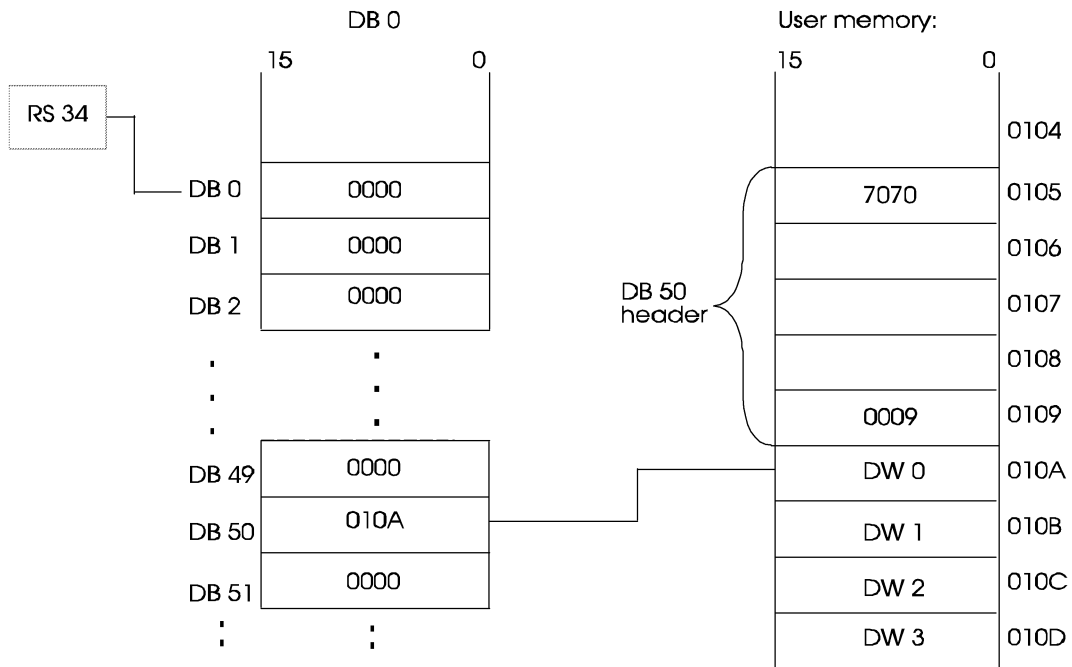 DB 0
User memory:
15 0
15 0
RS 34
DB 0 0000
DB 1 0000
DB 2 0000
DB 49 0000
DB 50 010A
DB 51 0000
DB 50
header
0104
7070 0105
0106
0107
0108
0009 0109
DW 0 010A
DW 1 010B
DW 2 010C
DW 3 010D